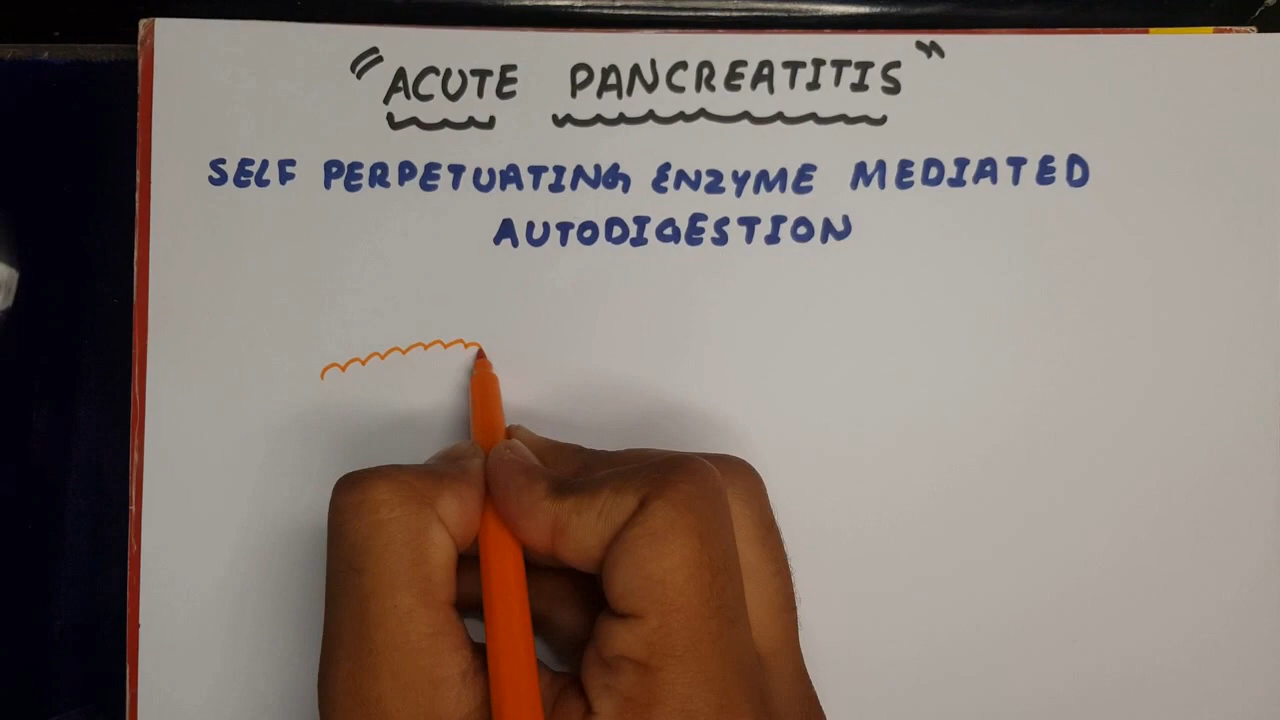 "ACUTE PANCREATITIS"
SELF PERPETUATING ENZYME MEDIATED
AUTODIGESTION